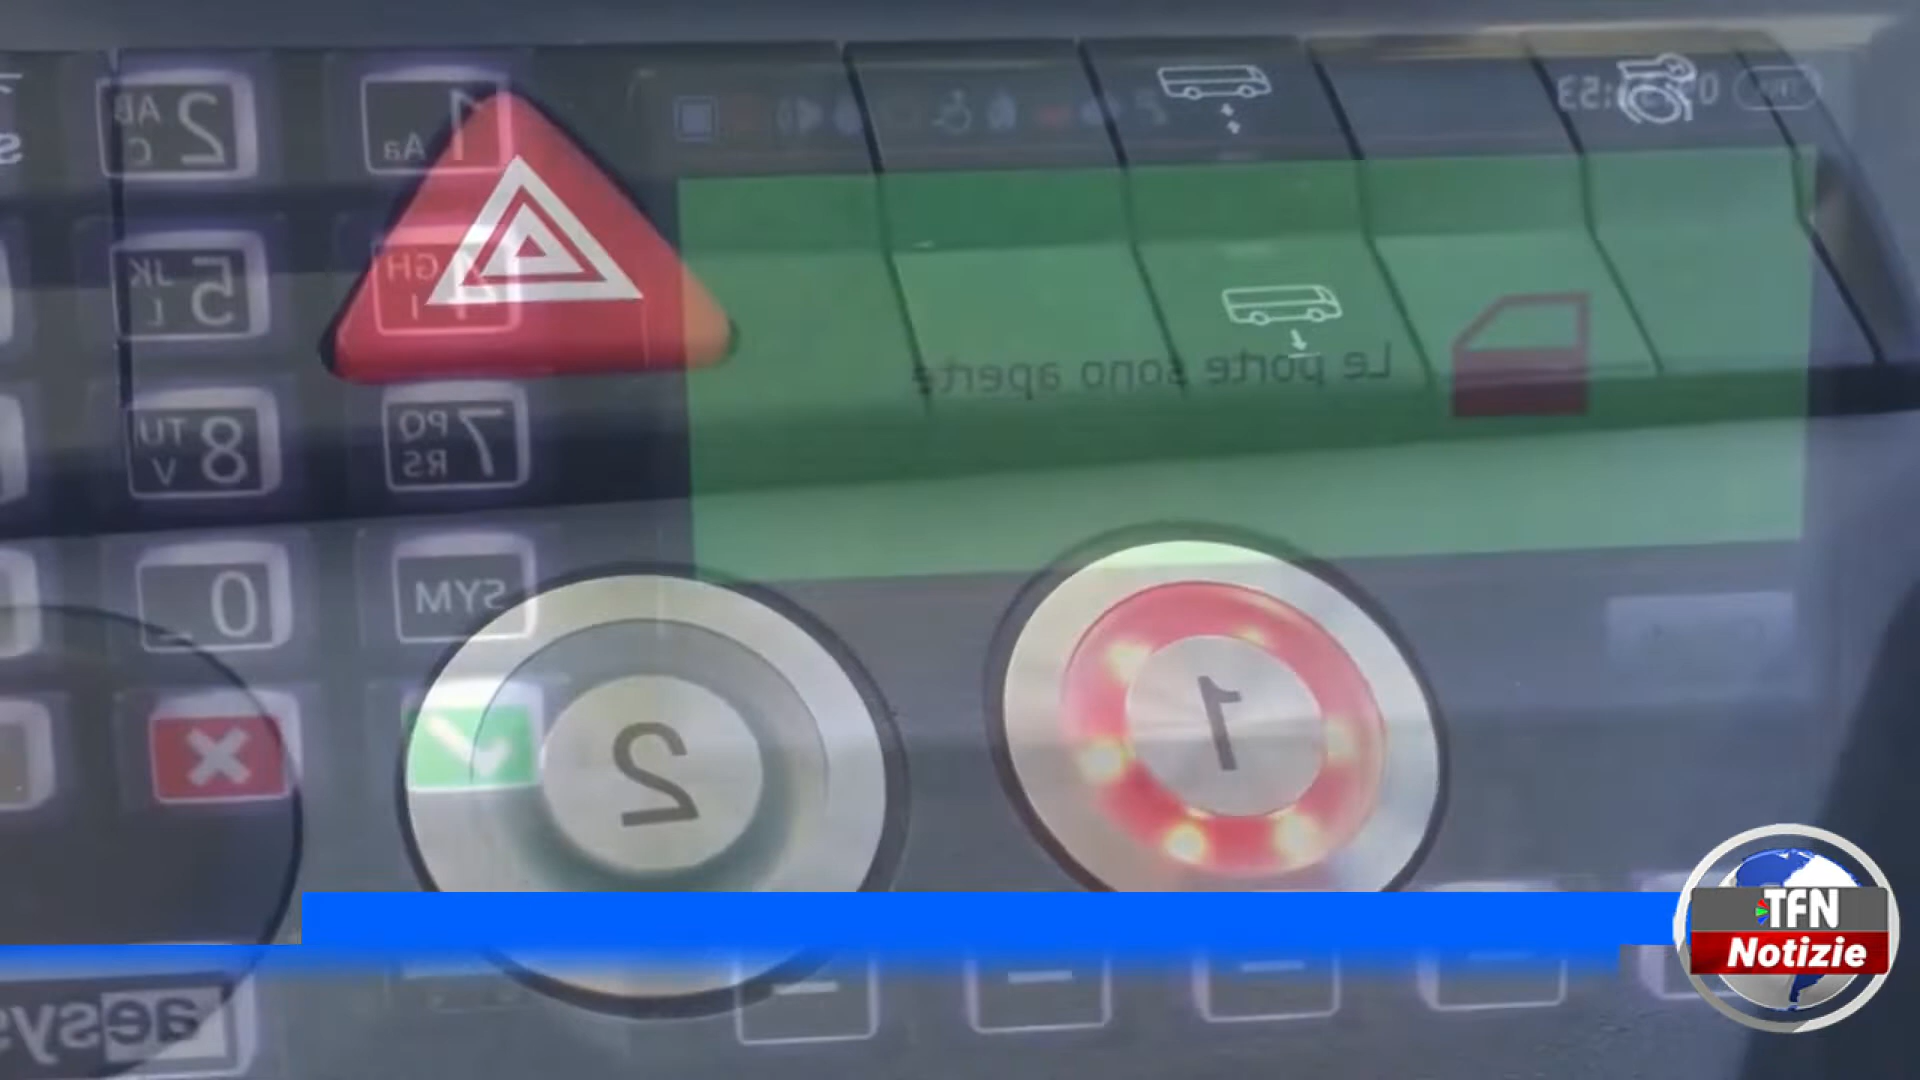 1 Aa
2 AB C
4 GH I
5 JK L
7 PQ RS
8 TU V
SYM
0
Le porte sono aperte
1
2
aesys
TFN
Notizie